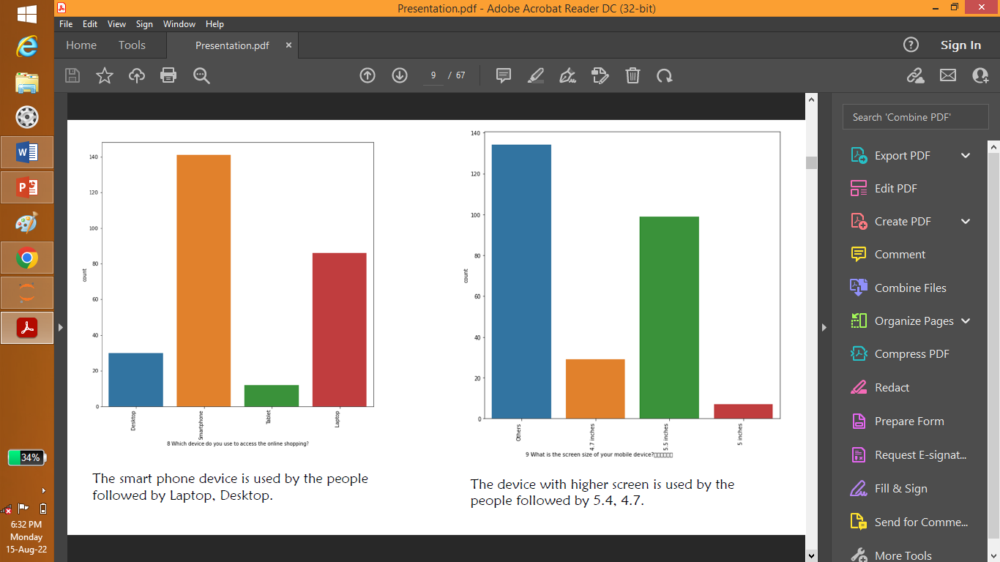 Presentation.pdf - Adobe Acrobat Reader DC (32-bit)
File Edit View Sign Window Help
Home Tools Presentation.pdf × ? Sign In
9 / 67
Search 'Combine PDF'
Export PDF
Edit PDF
Create PDF
Comment
Combine Files
Organize Pages
Compress PDF
Redact
Prepare Form
Request E-signat...
Fill & Sign
Send for Comme...
More Tools
140
120
100
80
60
40
20
0
count
Desktop
Smartphone
Tablet
Laptop
8 Which device do you use to access the online shopping?
The smart phone device is used by the people
followed by Laptop, Desktop.
140
120
100
80
60
40
20
0
count
Others
4.7 inches
5.5 inches
5 inches
9 What is the screen size of your mobile device?□□□□□□
The device with higher screen is used by the
people followed by 5.4, 4.7.
W
P
34%
6:32 PM
Monday
15-Aug-22